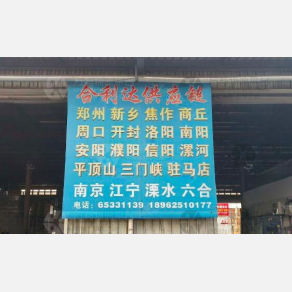 合利达供应链
郑州 新乡 焦作 商丘
周口 开封 洛阳 南阳
安阳 濮阳 信阳 漯河
平顶山 三门峡 驻马店
南京 江宁 溧水 六合
电话：65331139 18962510177